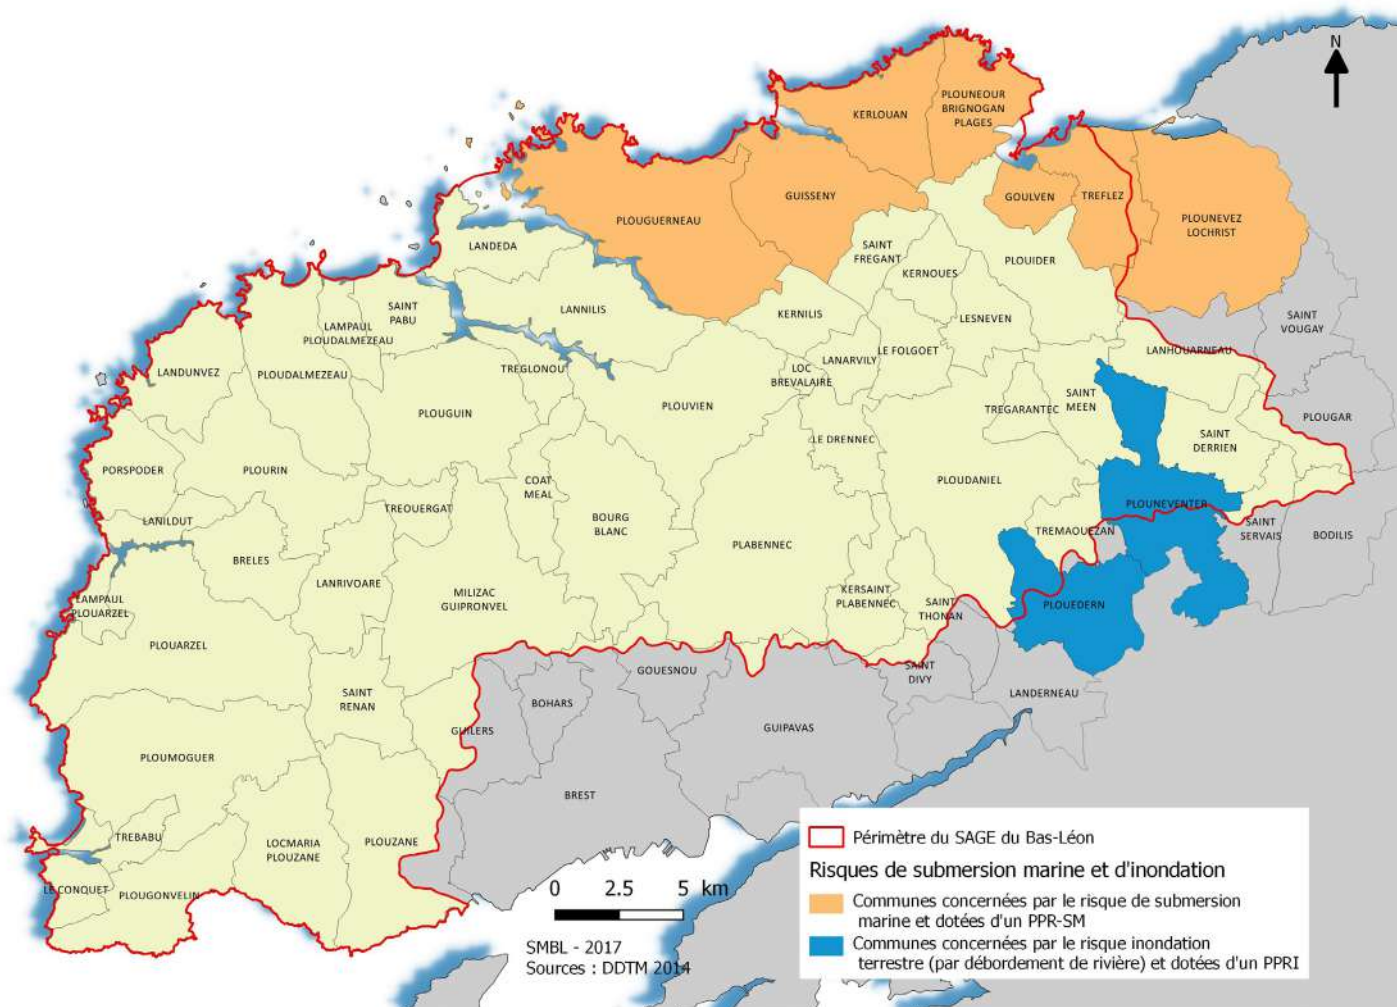 N
KERLOUAN
PLOUNEOUR
BRIGNOGAN
PLAGES
GOULVEN
TREFLEZ
PLOUNEVEZ
LOCHRIST
GUISSENY
PLOUGUERNEAU
LANDEDA
SAINT
FREGANT
KERNOUES
PLOUIDER
SAINT
PABU
LANNILIS
KERNILIS
LESNEVEN
SAINT
VOUGAY
LAMPAUL
PLOUDALMEZEAU
LANHOUARNEAU
LANDUNVEZ
PLOUDALMEZEAU
TREGLONOU
LOC
BREVALAIRE
LANARVILY
LE FOLGOET
PLOUGUIN
PLOUVIEN
TREGARANTEC
SAINT
MEEN
PLOUGAR
SAINT
DERRIEN
LE DRENNEC
PORSPODER
PLOURIN
COAT
MEAL
PLOUDANIEL
LANILDUT
TREOUERGAT
BOURG
BLANC
PLOUNEVENTER
TREMAOUEZAN
SAINT
SERVAIS
BODILIS
BRELES
LANRIVOARE
PLABENNEC
MILIZAC
GUIPRONVEL
KERSAINT
PLABENNEC
SAINT
THONAN
PLOUEDERN
LAMPAUL
PLOUARZEL
PLOUARZEL
SAINT
RENAN
GOUESNOU
SAINT
DIVY
LANDERNEAU
BOHARS
GUILERS
GUIPAVAS
PLOUMOGUER
BREST
TREBABU
LOCMARIA
PLOUZANE
PLOUZANE
LE CONQUET
PLOUGONVELIN
0 2.5 5 km
SMBL - 2017
Sources : DDTM 2014
Périmètre du SAGE du Bas-Léon
Risques de submersion marine et d'inondation
Communes concernées par le risque de submersion
marine et dotées d'un PPR-SM
Communes concernées par le risque inondation
terrestre (par débordement de rivière) et dotées d'un PPRI